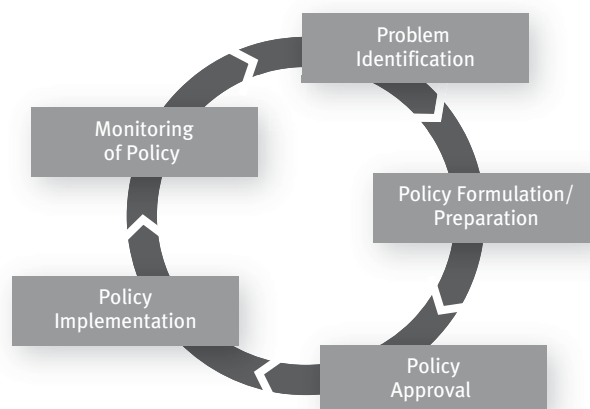 Problem
Identification
Policy Formulation/
Preparation
Policy
Approval
Policy
Implementation
Monitoring
of Policy